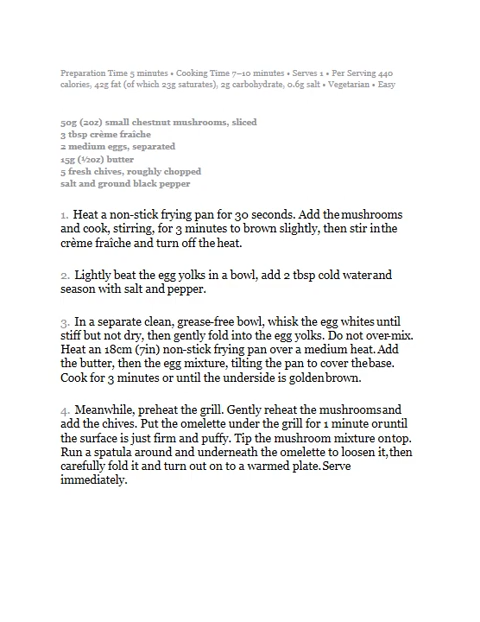 Preparation Time 5 minutes • Cooking Time 7–10 minutes • Serves 1 • Per Serving 440
calories, 42g fat (of which 23g saturates), 2g carbohydrate, 0.6g salt • Vegetarian • Easy
50g (2oz) small chestnut mushrooms, sliced
3 tbsp crème fraîche
2 medium eggs, separated
15g (½oz) butter
5 fresh chives, roughly chopped
salt and ground black pepper
1. Heat a non-stick frying pan for 30 seconds. Add the mushrooms
and cook, stirring, for 3 minutes to brown slightly, then stir in the
crème fraîche and turn off the heat.
2. Lightly beat the egg yolks in a bowl, add 2 tbsp cold water and
season with salt and pepper.
3. In a separate clean, grease-free bowl, whisk the egg whites until
stiff but not dry, then gently fold into the egg yolks. Do not over-mix.
Heat an 18cm (7in) non-stick frying pan over a medium heat. Add
the butter, then the egg mixture, tilting the pan to cover the base.
Cook for 3 minutes or until the underside is golden brown.
4. Meanwhile, preheat the grill. Gently reheat the mushrooms and
add the chives. Put the omelette under the grill for 1 minute or until
the surface is just firm and puffy. Tip the mushroom mixture on top.
Run a spatula around and underneath the omelette to loosen it, then
carefully fold it and turn out on to a warmed plate. Serve
immediately.